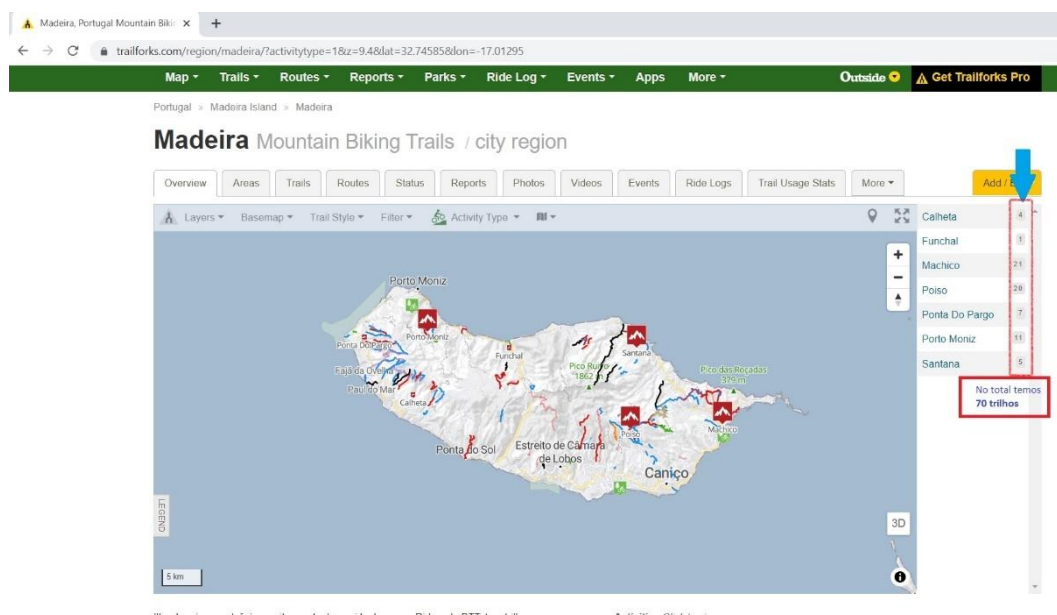 Madeira, Portugal Mountain Biki
trailforks.com/region/madeira/?activitytype=1&z=9.4&lat=32.74585&lon=-17.01295
Map Trails Routes Reports Parks Ride Log Events Apps More Outside Get Trailforks Pro
Portugal » Madeira Island » Madeira
Madeira Mountain Biking Trails / city region
Overview Areas Trails Routes Status Reports Photos Videos Events Ride Logs Trail Usage Stats More Add /
Layers Basemap Trail Style Filter Activity Type
Calheta 4
Funchal 1
Machico 21
Poiso 20
Ponta Do Pargo 7
Porto Moniz 11
Santana 5
No total temos
70 trilhos
Porto Moniz
Porto Moniz
Ponta Do Pargo
Funchal
Santana
Pico Ruivo
1862 m
Pico das Roçadas
379 m
Fajã da Ovelha
Paul do Mar
Calheta
Poiso
Machico
Ponta do Sol
Estreito de Câmara
de Lobos
Caniço
LEGEND
3D
5 km